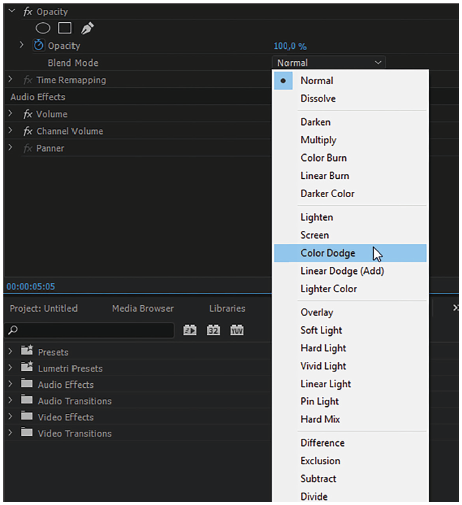 fx Opacity
Opacity 100,0 %
Blend Mode Normal
fx Time Remapping
Audio Effects
fx Volume
fx Channel Volume
fx Panner
Normal
Dissolve
Darken
Multiply
Color Burn
Linear Burn
Darker Color
Lighten
Screen
Color Dodge
Linear Dodge (Add)
Lighter Color
Overlay
Soft Light
Hard Light
Vivid Light
Linear Light
Pin Light
Hard Mix
Difference
Exclusion
Subtract
Divide
00:00:05:05
Project: Untitled Media Browser Libraries
32 YUV
Presets
Lumetri Presets
Audio Effects
Audio Transitions
Video Effects
Video Transitions